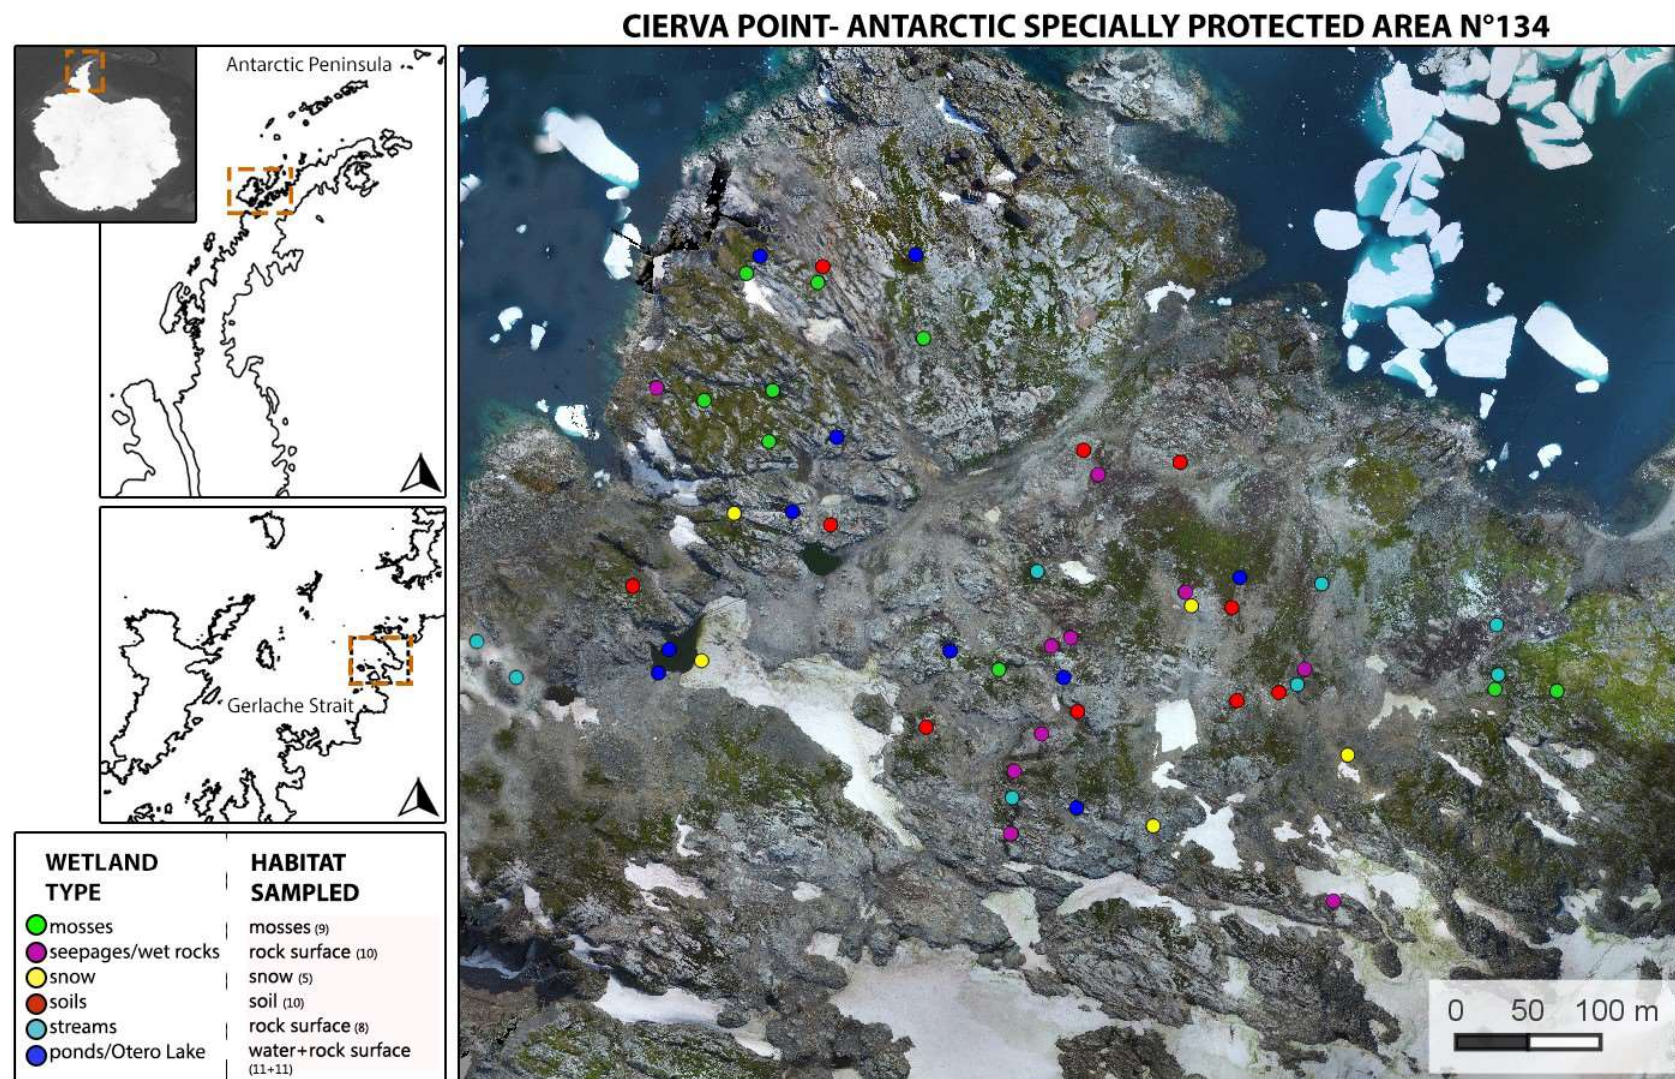 CIERVA POINT- ANTARCTIC SPECIALLY PROTECTED AREA N°134
Antarctic Peninsula
Gerlache Strait
WETLAND TYPE
HABITAT SAMPLED
mosses
mosses (9)
seepages/wet rocks
rock surface (10)
snow
snow (5)
soils
soil (10)
streams
rock surface (8)
ponds/Otero Lake
water+rock surface
(11+11)
0 50 100 m